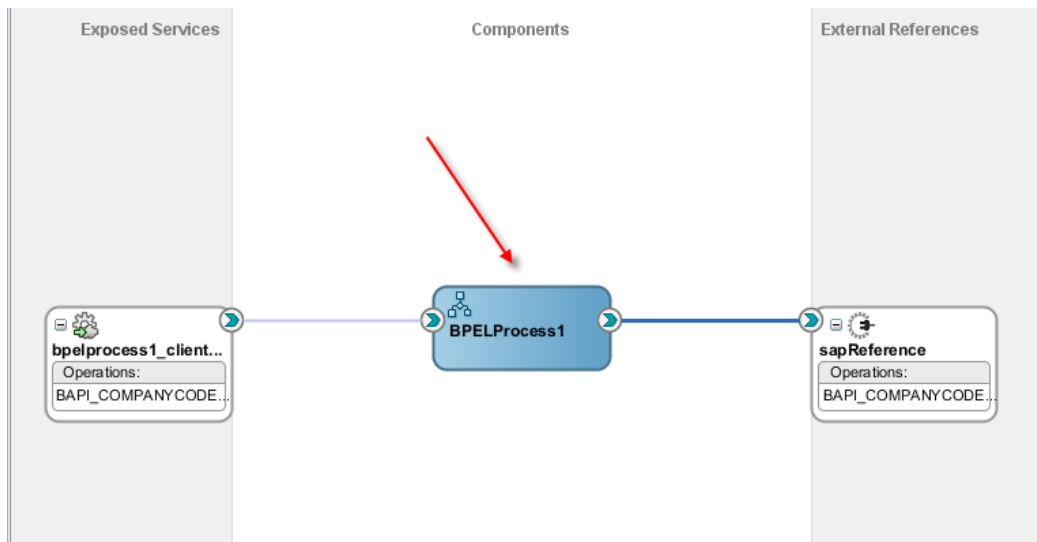 Exposed Services
Components
External References
bpelprocess1_client...
Operations:
BAPI_COMPANYCODE...
BPELProcess1
sapReference
Operations:
BAPI_COMPANYCODE...